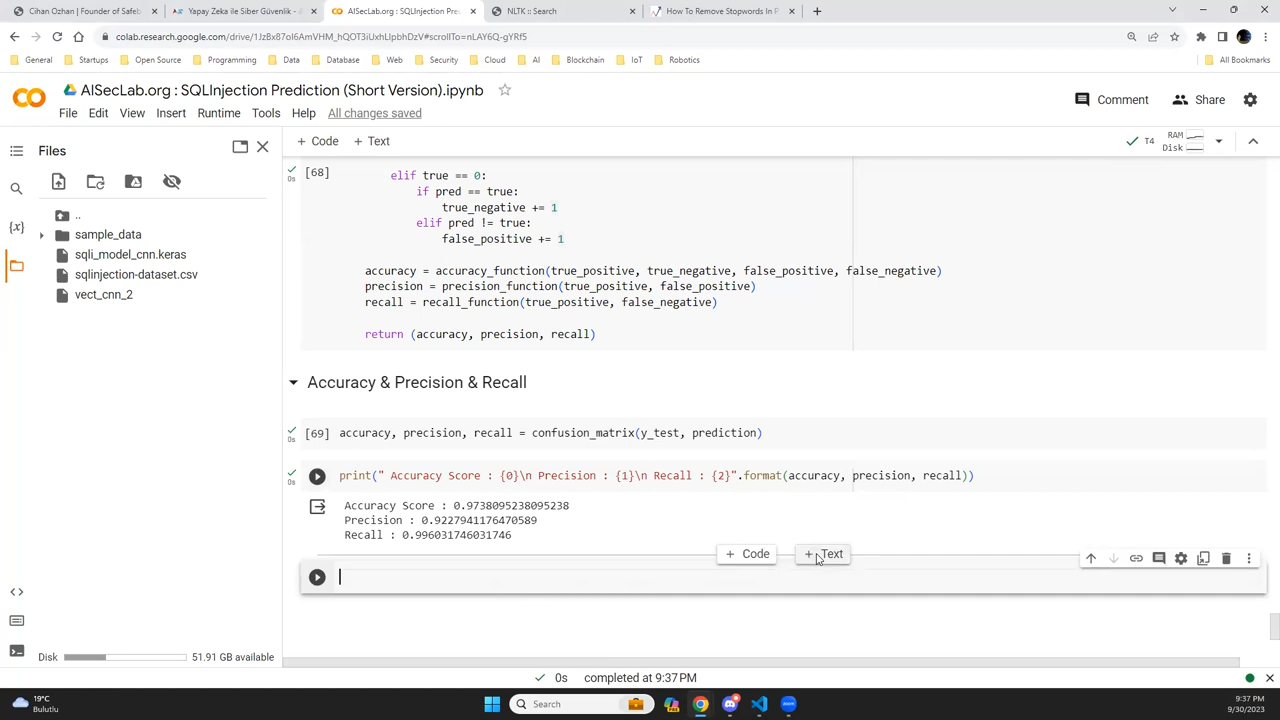 Cihan Ozhan | Founder of Safeb
Yapay Zeka ile Siber Güvenlik - A
AISecLab.org : SQLInjection Pred
NLTK :: Search
How To Remove Stopwords In P
colab.research.google.com/drive/1JzBx87oI6AmVHM_hQOT3iUxhLlpbhDzV#scrollTo=nLAY6Q-gYRf5
General Startups Open Source Programming Data Database Web Security Cloud AI Blockchain IoT Robotics All Bookmarks
AISecLab.org : SQLInjection Prediction (Short Version).ipynb
File Edit View Insert Runtime Tools Help All changes saved
Comment Share
+ Code + Text
T4 RAM Disk
Files
..
sample_data
sqli_model_cnn.keras
sqlinjection-dataset.csv
vect_cnn_2
Disk 51.91 GB available
[68]
0s
elif true == 0:
if pred == true:
true_negative += 1
elif pred != true:
false_positive += 1
accuracy = accuracy_function(true_positive, true_negative, false_positive, false_negative)
precision = precision_function(true_positive, false_positive)
recall = recall_function(true_positive, false_negative)
return (accuracy, precision, recall)
Accuracy & Precision & Recall
[69] accuracy, precision, recall = confusion_matrix(y_test, prediction)
0s
print(" Accuracy Score : {0}\n Precision : {1}\n Recall : {2}".format(accuracy, precision, recall))
0s
Accuracy Score : 0.9738095238095238
Precision : 0.9227941176470589
Recall : 0.996031746031746
+ Code + Text
0s completed at 9:37 PM
19°C
Bulutlu
Search
9:37 PM
9/30/2023